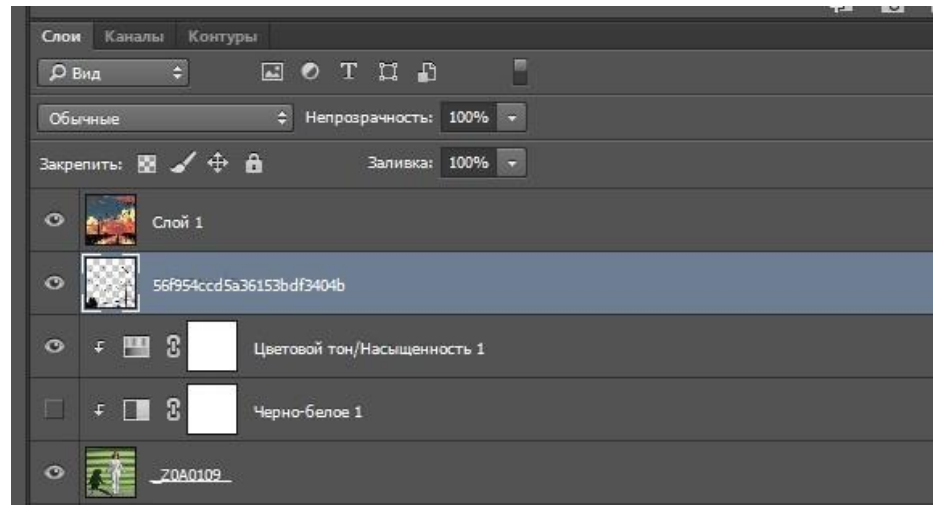 Слои Каналы Контуры
Вид
Обычные Непрозрачность: 100%
Закрепить: Заливка: 100%
Слой 1
56f954ccd5a36153bdf3404b
Цветовой тон/Насыщенность 1
Черно-белое 1
_Z0A0109_